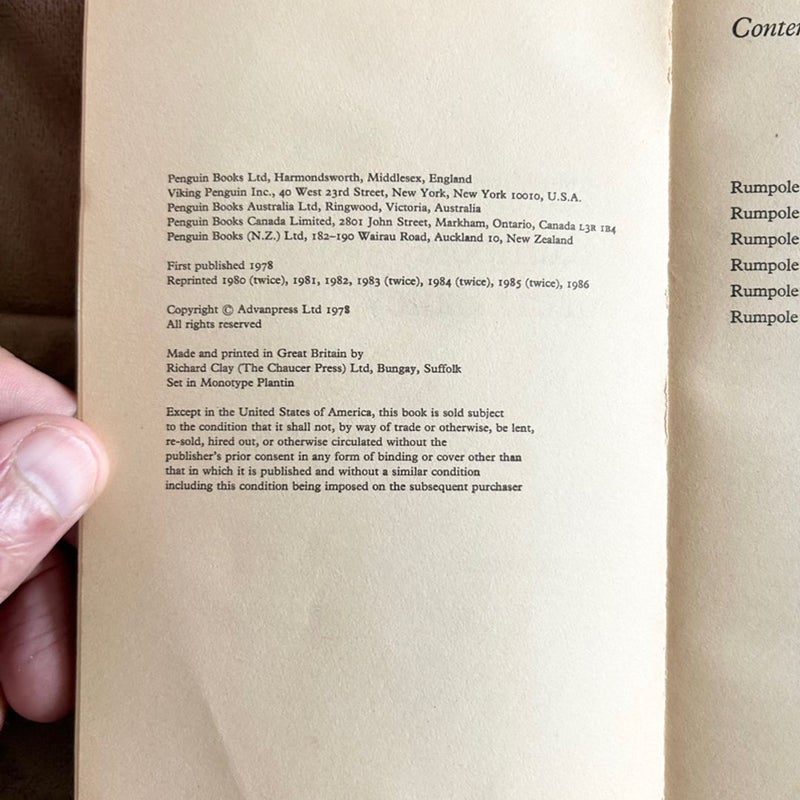 Penguin Books Ltd, Harmondsworth, Middlesex, England
Viking Penguin Inc., 40 West 23rd Street, New York, New York 10010, U.S.A.
Penguin Books Australia Ltd, Ringwood, Victoria, Australia
Penguin Books Canada Limited, 2801 John Street, Markham, Ontario, Canada L3R 1B4
Penguin Books (N.Z.) Ltd, 182–190 Wairau Road, Auckland 10, New Zealand
First published 1978
Reprinted 1980 (twice), 1981, 1982, 1983 (twice), 1984 (twice), 1985 (twice), 1986
Copyright © Advanpress Ltd 1978
All rights reserved
Made and printed in Great Britain by
Richard Clay (The Chaucer Press) Ltd, Bungay, Suffolk
Set in Monotype Plantin
Except in the United States of America, this book is sold subject
to the condition that it shall not, by way of trade or otherwise, be lent,
re-sold, hired out, or otherwise circulated without the
publisher's prior consent in any form of binding or cover other than
that in which it is published and without a similar condition
including this condition being imposed on the subsequent purchaser
Rumpole
Rumpole
Rumpole
Rumpole
Rumpole
Rumpole